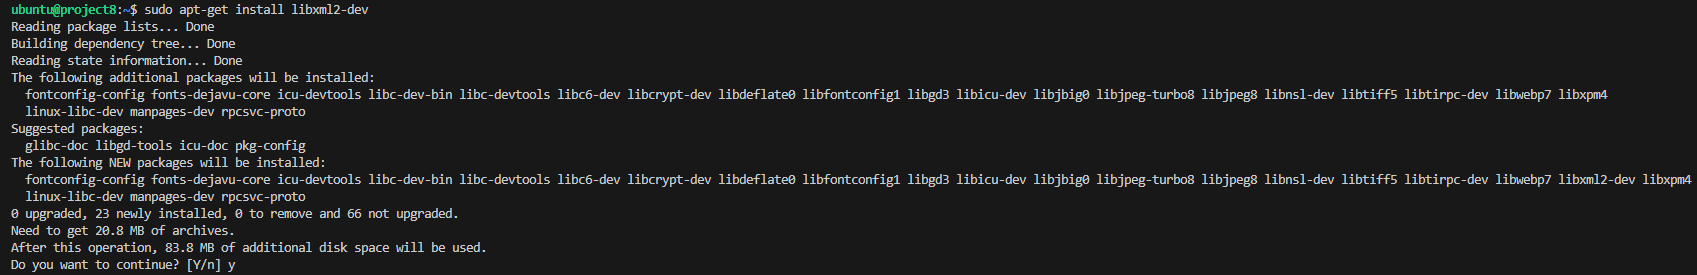 ubuntu@project8:~$ sudo apt-get install libxml2-dev
Reading package lists... Done
Building dependency tree... Done
Reading state information... Done
The following additional packages will be installed:
  fontconfig-config fonts-dejavu-core icu-devtools libc-dev-bin libc-devtools libc6-dev libcrypt-dev libdeflate0 libfontconfig1 libgd3 libicu-dev libjbig0 libjpeg-turbo8 libjpeg8 libnsl-dev libtiff5 libtirpc-dev libwebp7 libxpm4
  linux-libc-dev manpages-dev rpcsvc-proto
Suggested packages:
  glibc-doc libgd-tools icu-doc pkg-config
The following NEW packages will be installed:
  fontconfig-config fonts-dejavu-core icu-devtools libc-dev-bin libc-devtools libc6-dev libcrypt-dev libdeflate0 libfontconfig1 libgd3 libicu-dev libjbig0 libjpeg-turbo8 libjpeg8 libnsl-dev libtiff5 libtirpc-dev libwebp7 libxml2-dev libxpm4
  linux-libc-dev manpages-dev rpcsvc-proto
0 upgraded, 23 newly installed, 0 to remove and 66 not upgraded.
Need to get 20.8 MB of archives.
After this operation, 83.8 MB of additional disk space will be used.
Do you want to continue? [Y/n] y